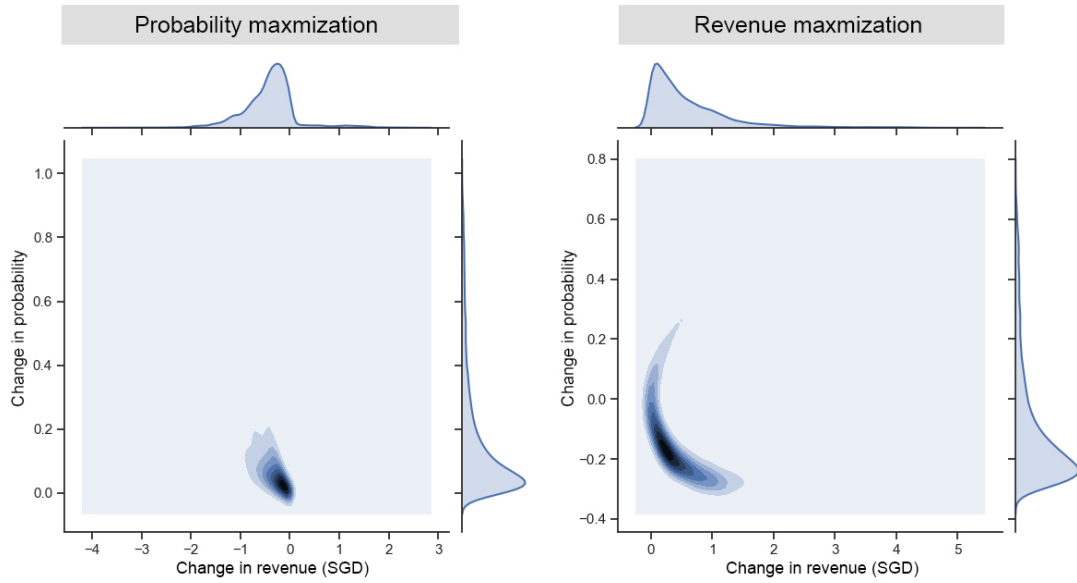 Probability maxmization
Revenue maxmization
1.0
0.8
0.6
0.4
0.2
0.0
Change in probability
−4 −3 −2 −1 0 1 2 3
Change in revenue (SGD)
0.8
0.6
0.4
0.2
0.0
−0.2
−0.4
Change in probability
0 1 2 3 4 5
Change in revenue (SGD)